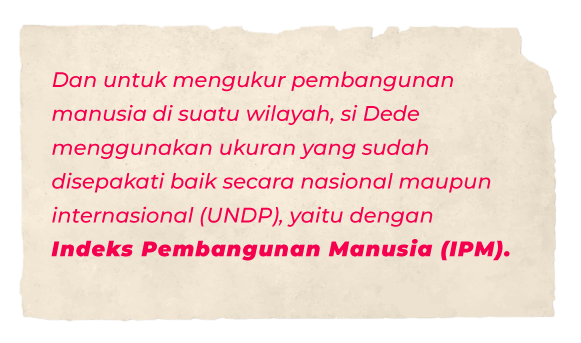 Dan untuk mengukur pembangunan
manusia di suatu wilayah, si Dede
menggunakan ukuran yang sudah
disepakati baik secara nasional maupun
internasional (UNDP), yaitu dengan
Indeks Pembangunan Manusia (IPM).